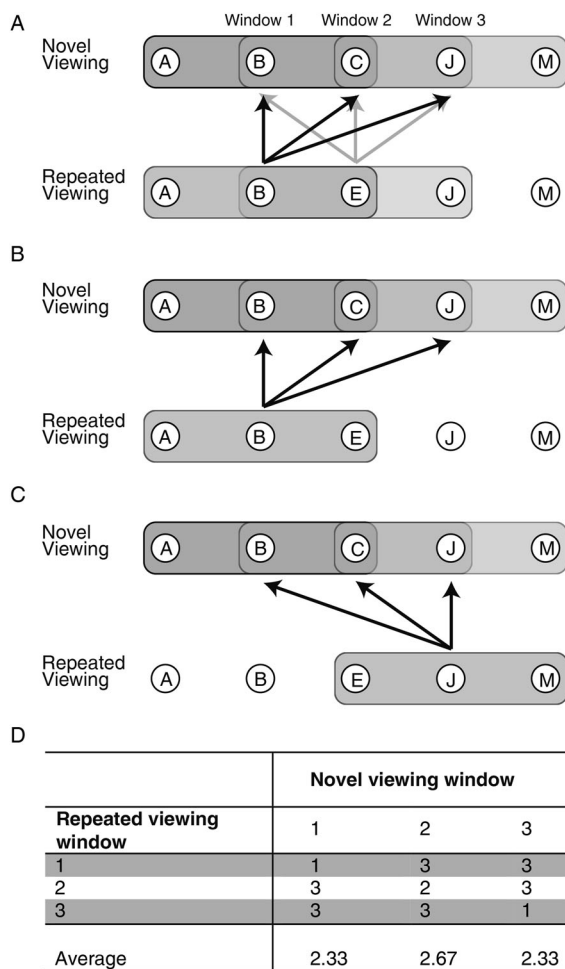 A
Window 1 Window 2 Window 3
Novel
Viewing
A B C J M
Repeated
Viewing
A B E J M
B
Novel
Viewing
A B C J M
Repeated
Viewing
A B E J M
C
Novel
Viewing
A B C J M
Repeated
Viewing
A B E J M
D
Novel viewing window
Repeated viewing
window
1 2 3
1 1 3 3
2 3 2 3
3 3 3 1
Average 2.33 2.67 2.33